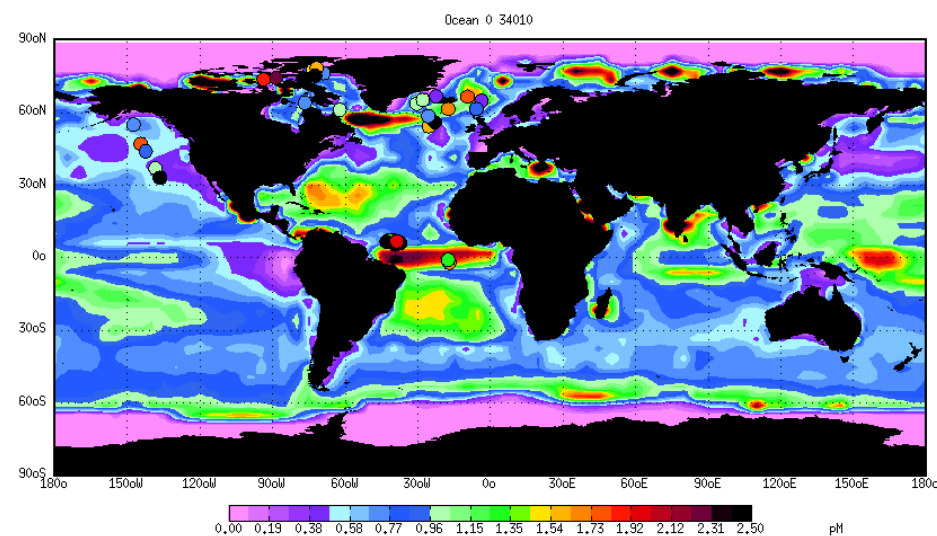 Ocean 0 34010
90oN
60oN
30oN
0o
30oS
60oS
90oS
180o 150oW 120oW 90oW 60oW 30oW 0o 30oE 60oE 90oE 120oE 150oE 180o
0.00 0.19 0.38 0.58 0.77 0.96 1.15 1.35 1.54 1.73 1.92 2.12 2.31 2.50 pM